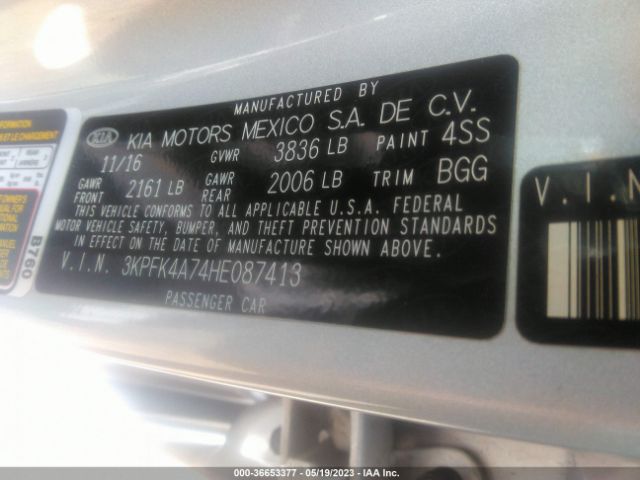 MANUFACTURED BY
KIA KIA MOTORS MEXICO S.A. DE C.V.
11/16 GVWR 3836 LB PAINT 4SS
GAWR FRONT 2161 LB GAWR REAR 2006 LB TRIM BGG
THIS VEHICLE CONFORMS TO ALL APPLICABLE U.S.A. FEDERAL
MOTOR VEHICLE SAFETY, BUMPER, AND THEFT PREVENTION STANDARDS
IN EFFECT ON THE DATE OF MANUFACTURE SHOWN ABOVE.
V.I.N. 3KPFK4A74HE087413
PASSENGER CAR
B760
V.I.N
000-36653377 - 05/19/2023 - IAA Inc.